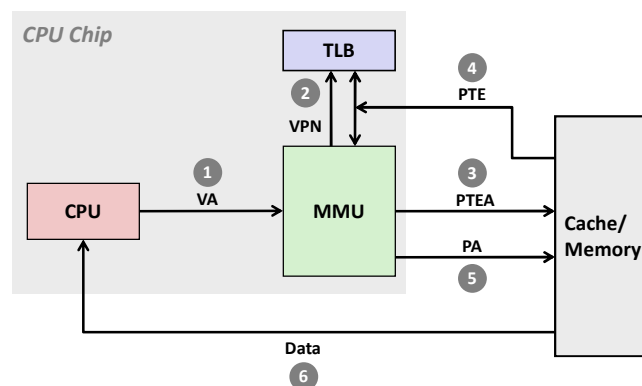 CPU Chip
TLB
2
VPN
4
PTE
1
VA
CPU
MMU
3
PTEA
PA
5
Cache/
Memory
Data
6